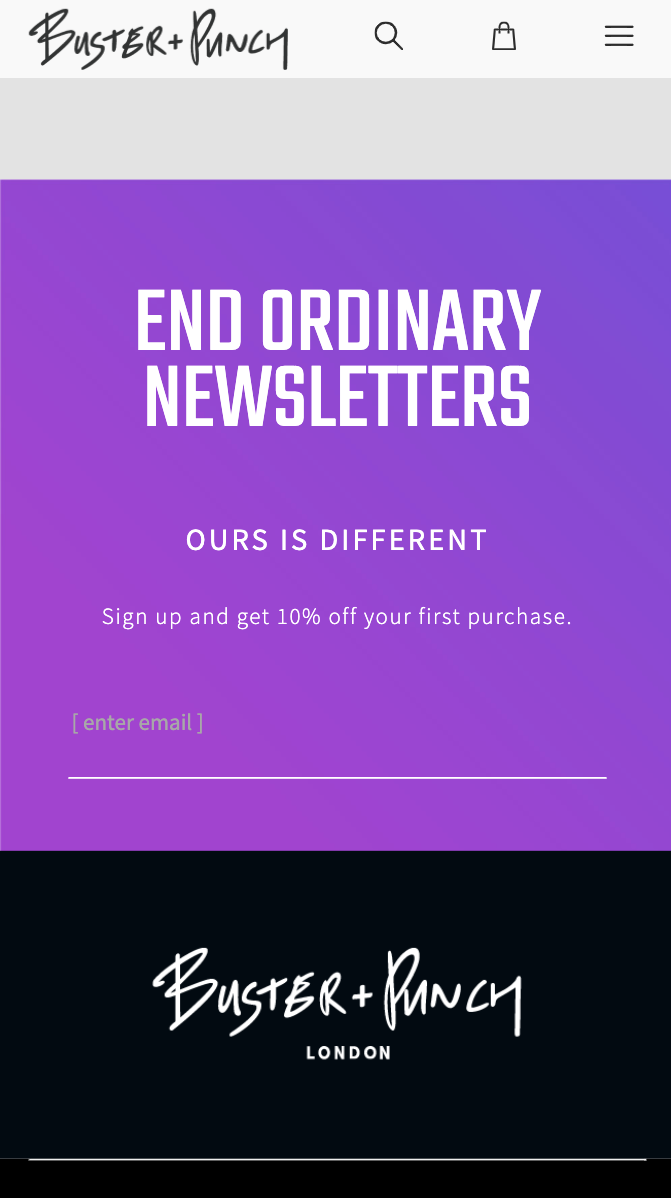 BUSTER + PUNCH
END ORDINARY
NEWSLETTERS
OURS IS DIFFERENT
Sign up and get 10% off your first purchase.
[ enter email ]
BUSTER + PUNCH
LONDON